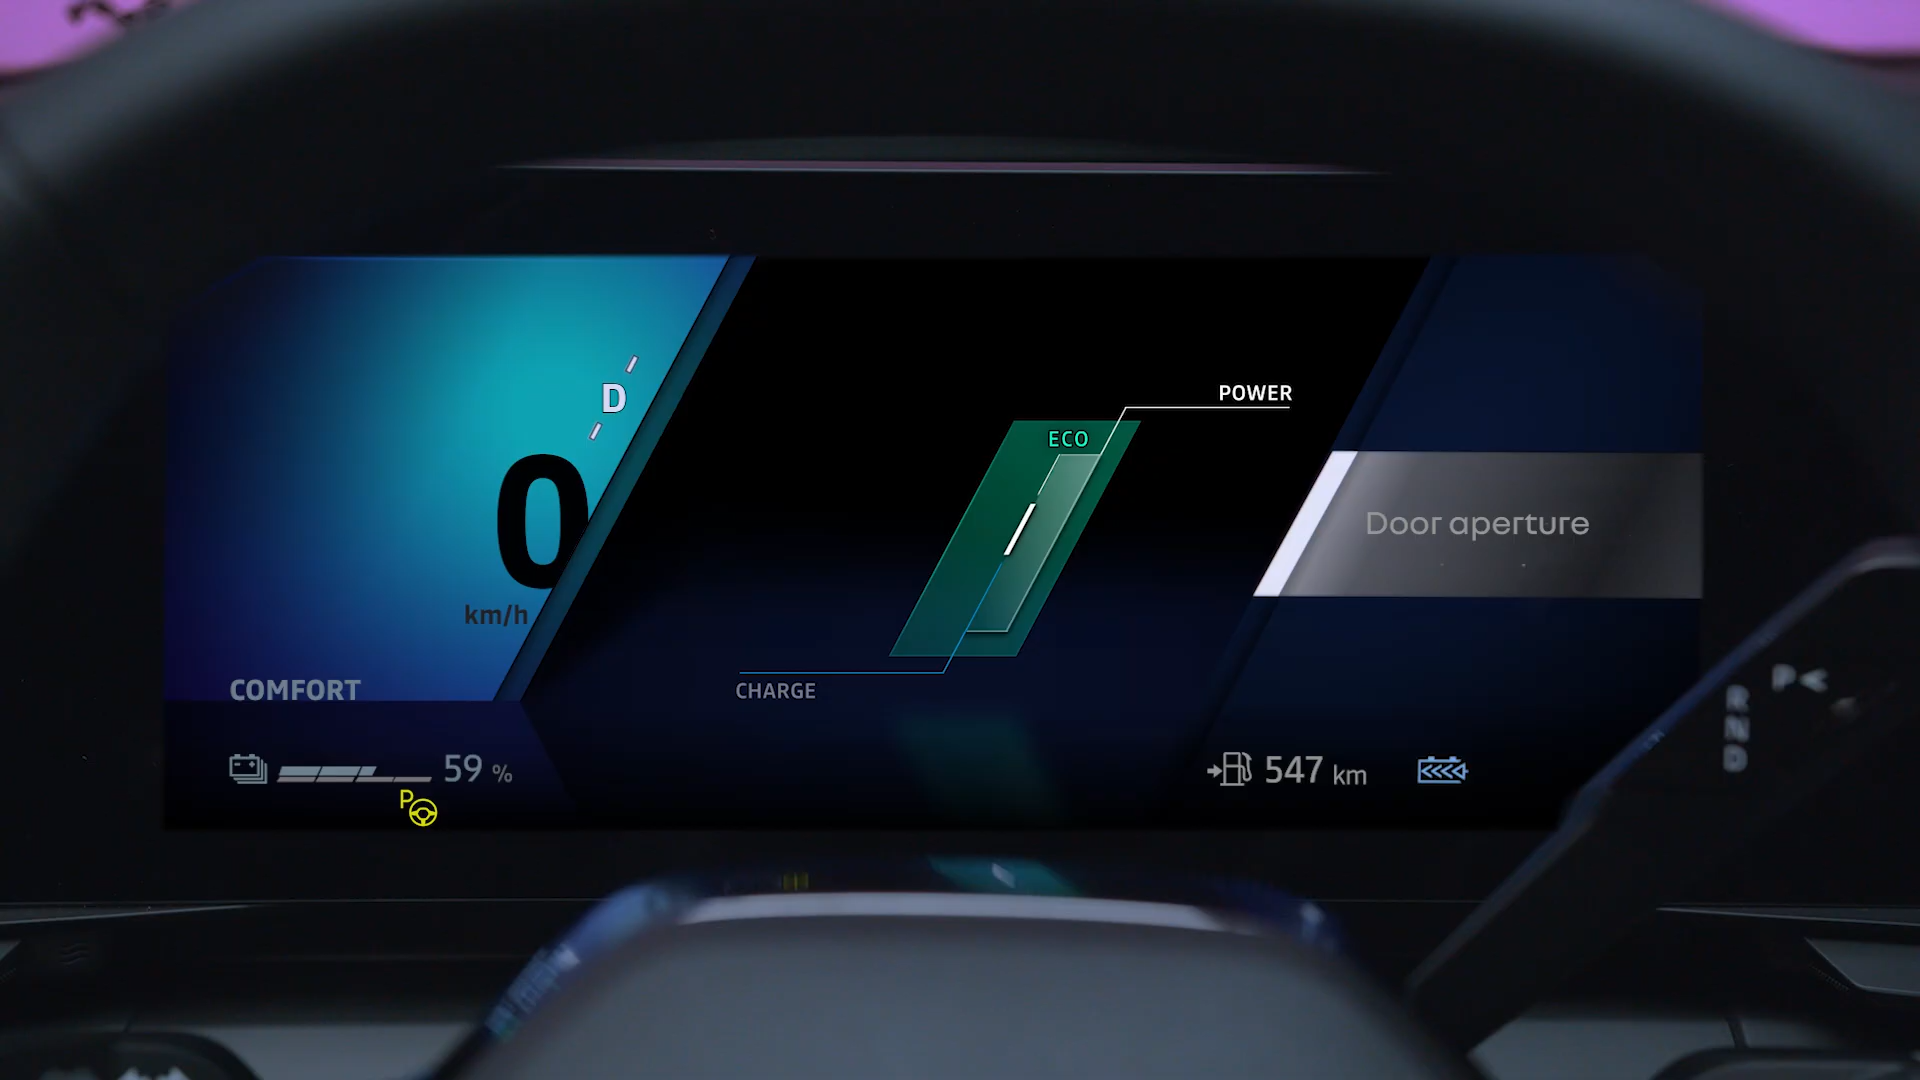 D
0
km/h
COMFORT
59 %
P
POWER
ECO
CHARGE
Door aperture
547 km
P
R
N
D